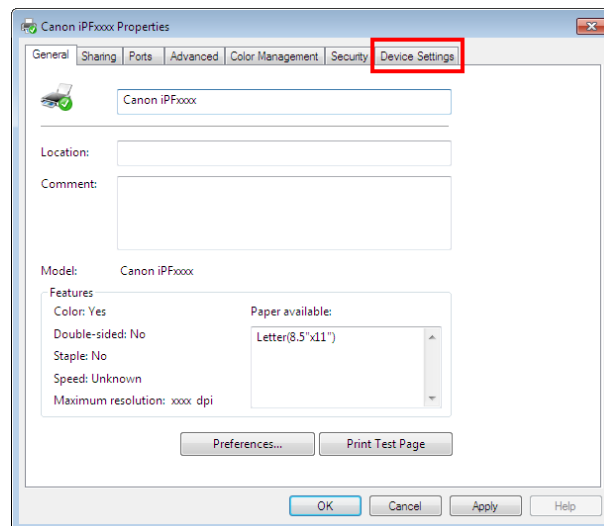 Canon iPFxxxx Properties
General Sharing Ports Advanced Color Management Security Device Settings
Canon iPFxxxx
Location:
Comment:
Model: Canon iPFxxxx
Features
Color: Yes Paper available:
Double-sided: No Letter(8.5"x11")
Staple: No
Speed: Unknown
Maximum resolution: xxxx dpi
Preferences... Print Test Page
OK Cancel Apply Help